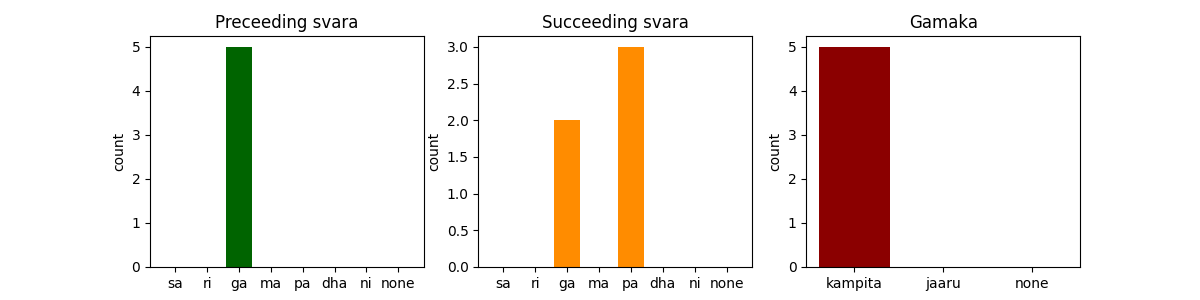 Preceeding svara
count
5
4
3
2
1
0
sa ri ga ma pa dha ni none
Succeeding svara
count
3.0
2.5
2.0
1.5
1.0
0.5
0.0
sa ri ga ma pa dha ni none
Gamaka
count
5
4
3
2
1
0
kampita jaaru none